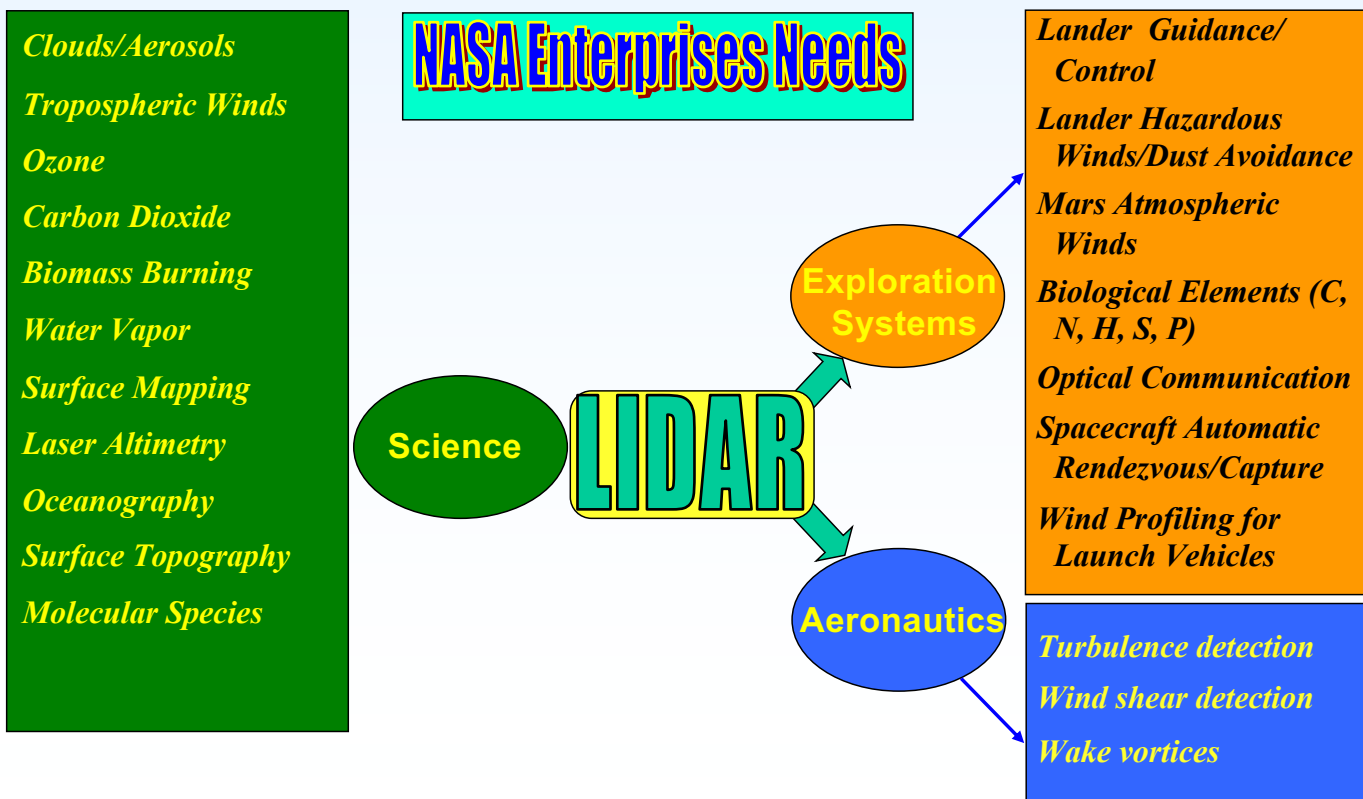 NASA Enterprises Needs
Clouds/Aerosols
Tropospheric Winds
Ozone
Carbon Dioxide
Biomass Burning
Water Vapor
Surface Mapping
Laser Altimetry
Oceanography
Surface Topography
Molecular Species
Science
LIDAR
Exploration
Systems
Aeronautics
Lander Guidance/
Control
Lander Hazardous
Winds/Dust Avoidance
Mars Atmospheric
Winds
Biological Elements (C,
N, H, S, P)
Optical Communication
Spacecraft Automatic
Rendezvous/Capture
Wind Profiling for
Launch Vehicles
Turbulence detection
Wind shear detection
Wake vortices